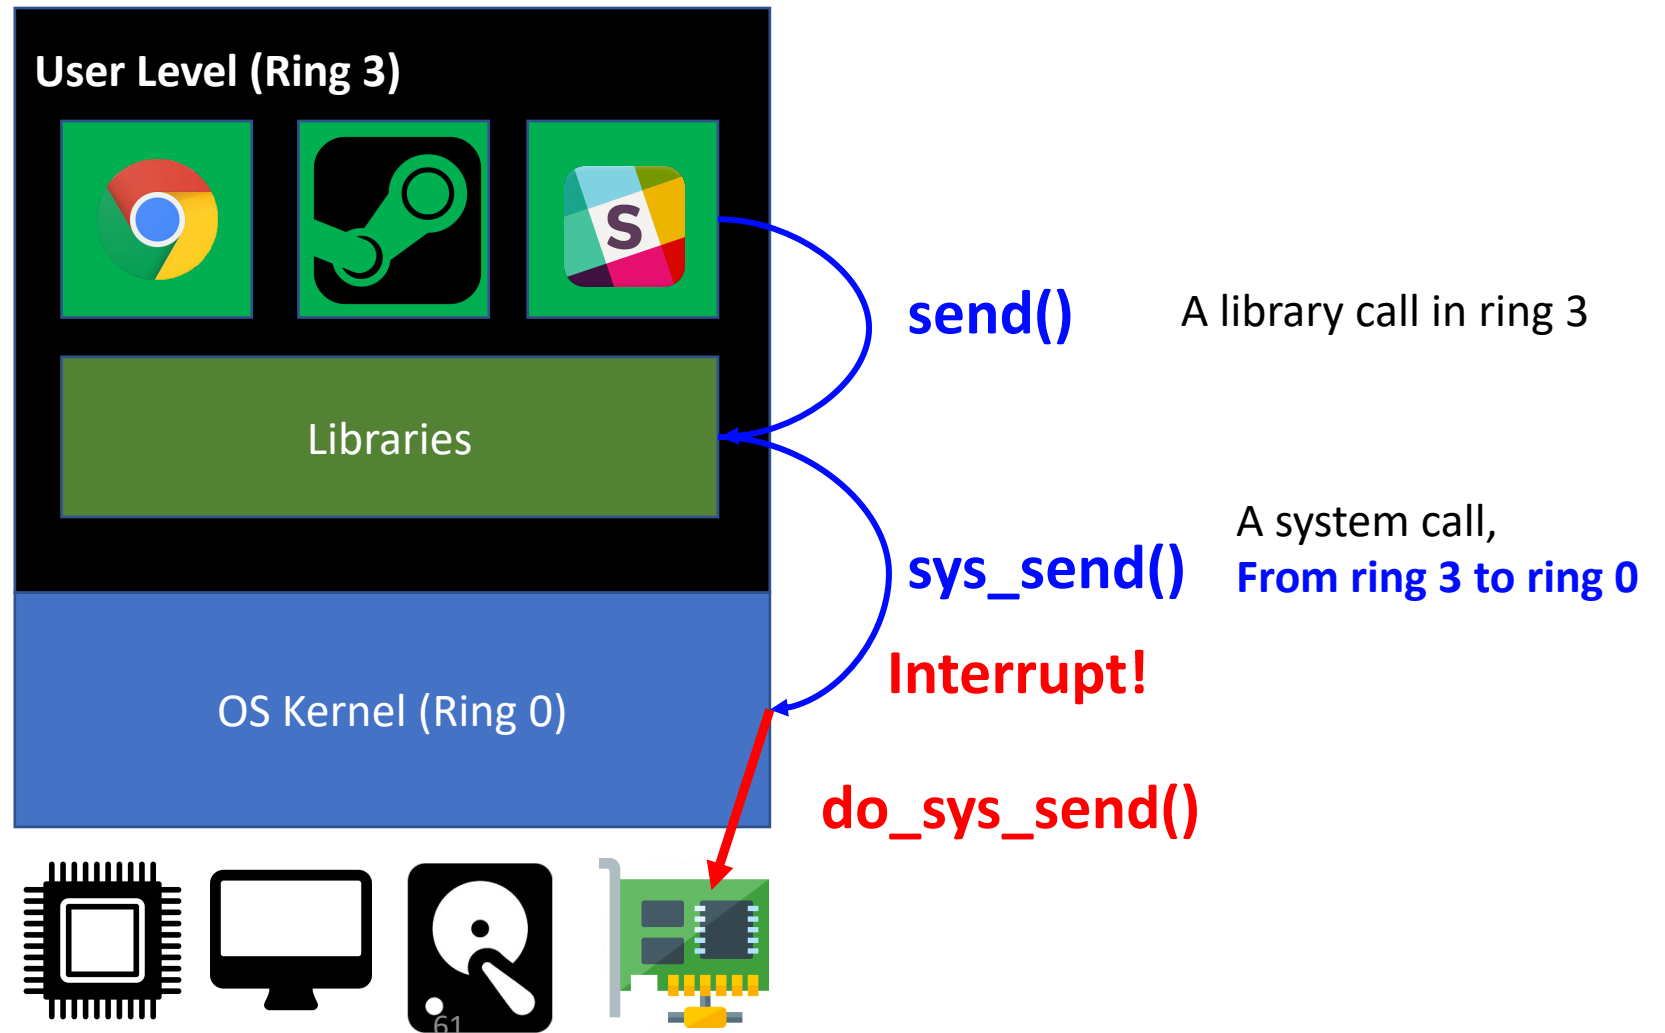 User Level (Ring 3)
S
send()
A library call in ring 3
Libraries
A system call,
From ring 3 to ring 0
sys_send()
Interrupt!
OS Kernel (Ring 0)
do_sys_send()
61